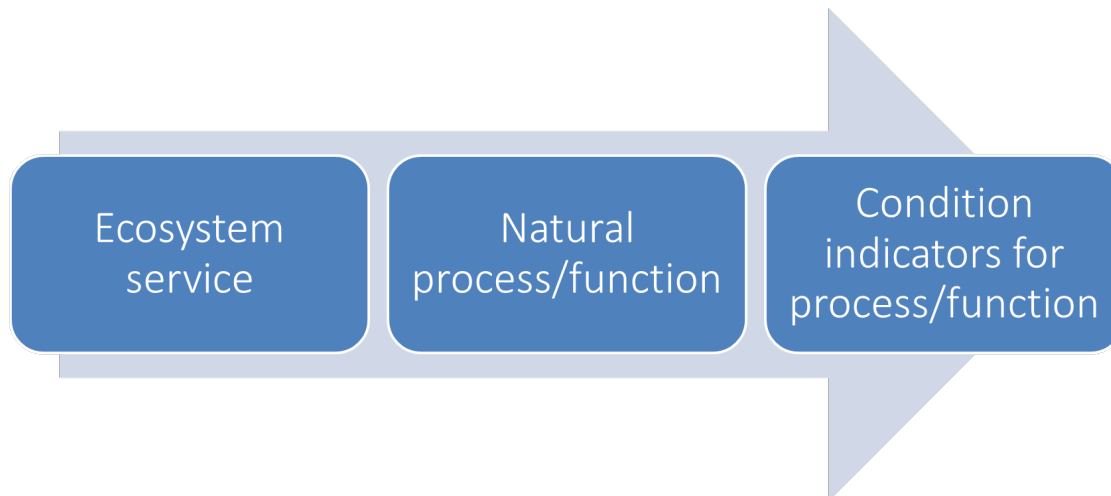 Ecosystem
service
Natural
process/function
Condition
indicators for
process/function